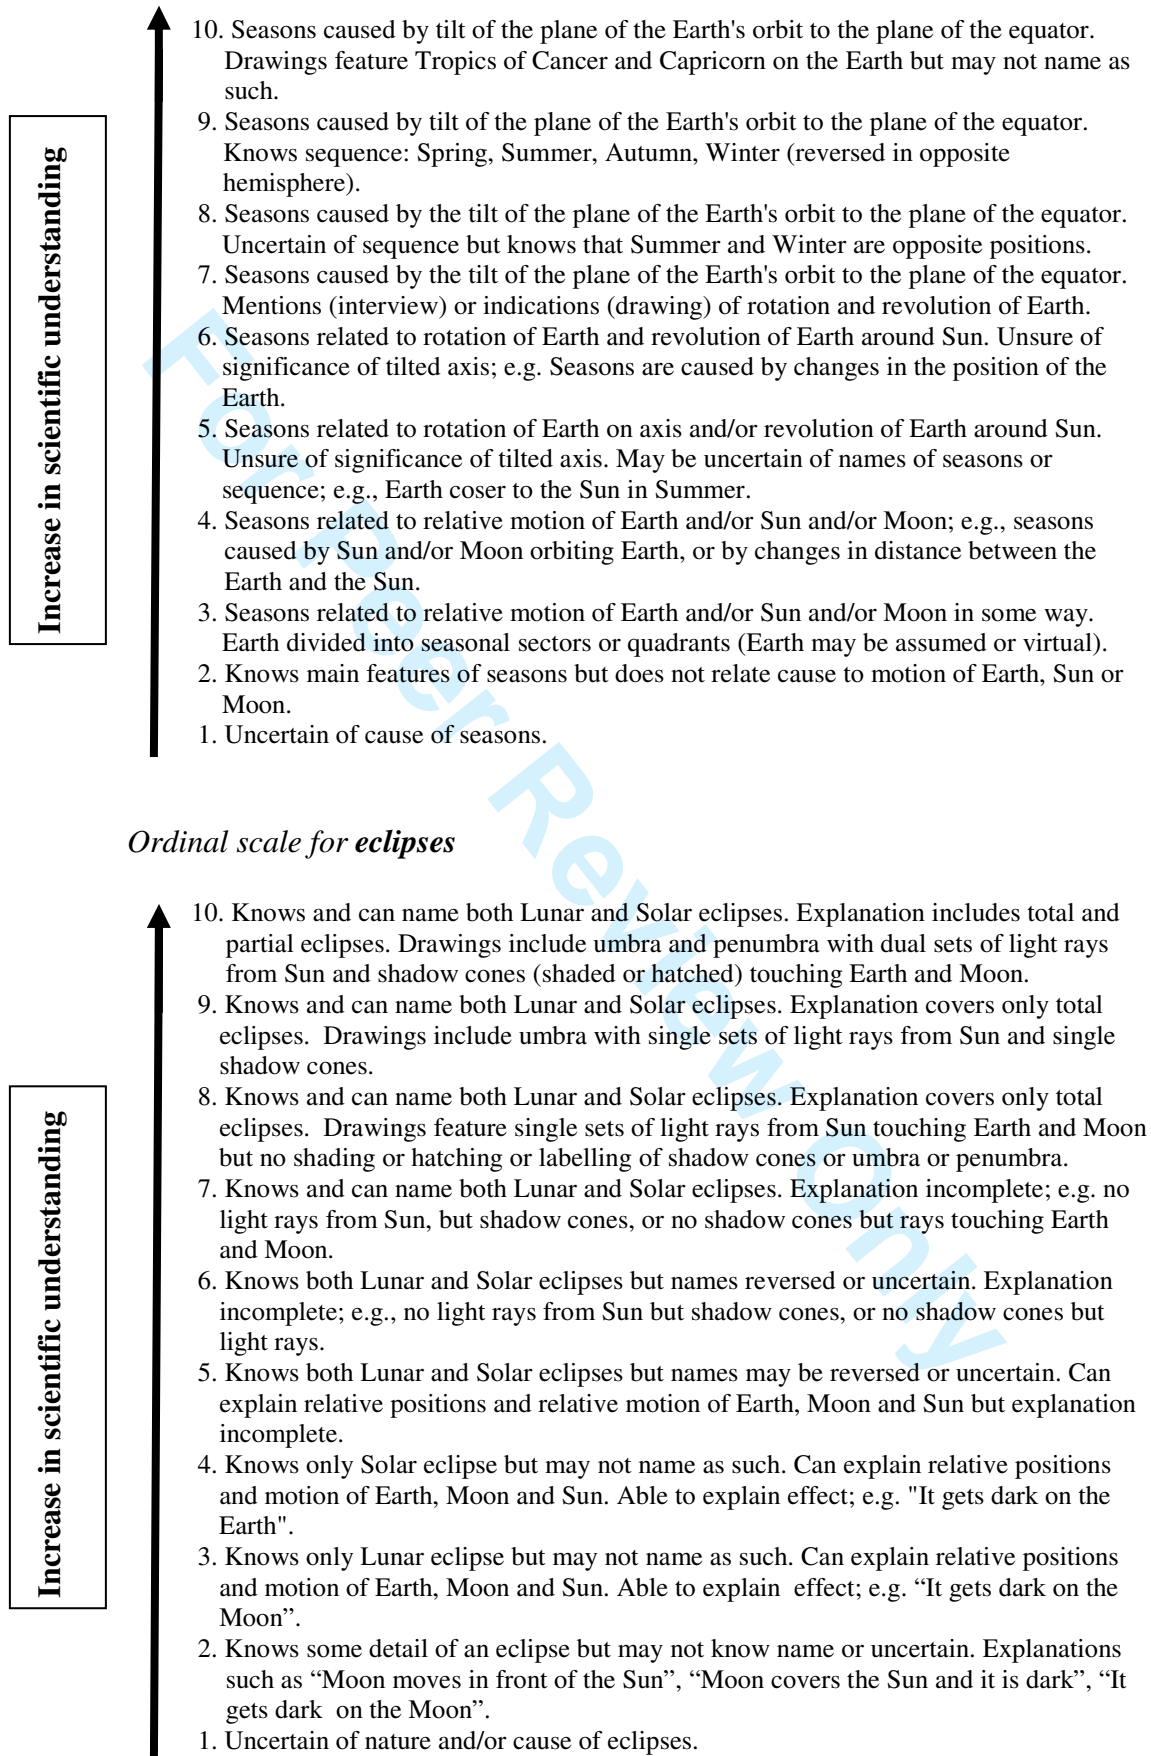 10. Seasons caused by tilt of the plane of the Earth's orbit to the plane of the equator.
Drawings feature Tropics of Cancer and Capricorn on the Earth but may not name as
such.
9. Seasons caused by tilt of the plane of the Earth's orbit to the plane of the equator.
Knows sequence: Spring, Summer, Autumn, Winter (reversed in opposite
hemisphere).
8. Seasons caused by the tilt of the plane of the Earth's orbit to the plane of the equator.
Uncertain of sequence but knows that Summer and Winter are opposite positions.
7. Seasons caused by the tilt of the plane of the Earth's orbit to the plane of the equator.
Mentions (interview) or indications (drawing) of rotation and revolution of Earth.
6. Seasons related to rotation of Earth and revolution of Earth around Sun. Unsure of
significance of tilted axis; e.g. Seasons are caused by changes in the position of the
Earth.
5. Seasons related to rotation of Earth on axis and/or revolution of Earth around Sun.
Unsure of significance of tilted axis. May be uncertain of names of seasons or
sequence; e.g., Earth coser to the Sun in Summer.
4. Seasons related to relative motion of Earth and/or Sun and/or Moon; e.g., seasons
caused by Sun and/or Moon orbiting Earth, or by changes in distance between the
Earth and the Sun.
3. Seasons related to relative motion of Earth and/or Sun and/or Moon in some way.
Earth divided into seasonal sectors or quadrants (Earth may be assumed or virtual).
2. Knows main features of seasons but does not relate cause to motion of Earth, Sun or
Moon.
1. Uncertain of cause of seasons.
Increase in scientific understanding
Ordinal scale for eclipses
10. Knows and can name both Lunar and Solar eclipses. Explanation includes total and
partial eclipses. Drawings include umbra and penumbra with dual sets of light rays
from Sun and shadow cones (shaded or hatched) touching Earth and Moon.
9. Knows and can name both Lunar and Solar eclipses. Explanation covers only total
eclipses.  Drawings include umbra with single sets of light rays from Sun and single
shadow cones.
8. Knows and can name both Lunar and Solar eclipses. Explanation covers only total
eclipses.  Drawings feature single sets of light rays from Sun touching Earth and Moon
but no shading or hatching or labelling of shadow cones or umbra or penumbra.
7. Knows and can name both Lunar and Solar eclipses. Explanation incomplete; e.g. no
light rays from Sun, but shadow cones, or no shadow cones but rays touching Earth
and Moon.
6. Knows both Lunar and Solar eclipses but names reversed or uncertain. Explanation
incomplete; e.g., no light rays from Sun but shadow cones, or no shadow cones but
light rays.
5. Knows both Lunar and Solar eclipses but names may be reversed or uncertain. Can
explain relative positions and relative motion of Earth, Moon and Sun but explanation
incomplete.
4. Knows only Solar eclipse but may not name as such. Can explain relative positions
and motion of Earth, Moon and Sun. Able to explain effect; e.g. "It gets dark on the
Earth".
3. Knows only Lunar eclipse but may not name as such. Can explain relative positions
and motion of Earth, Moon and Sun. Able to explain  effect; e.g. “It gets dark on the
Moon”.
2. Knows some detail of an eclipse but may not know name or uncertain. Explanations
such as “Moon moves in front of the Sun”, “Moon covers the Sun and it is dark”, “It
gets dark  on the Moon”.
1. Uncertain of nature and/or cause of eclipses.
Increase in scientific understanding
For Peer Review Only